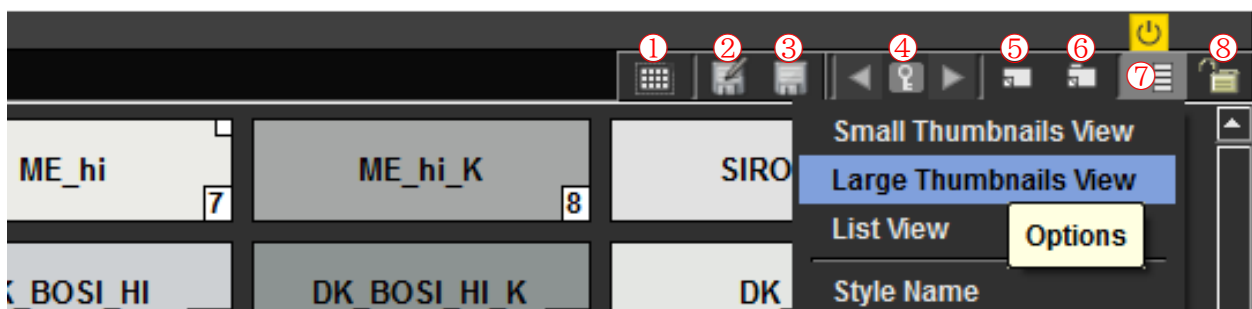 ① ② ③ ④ ⑤ ⑥ ⑦ ⑧
ME_hi
7
ME_hi_K
8
SIRO
Small Thumbnails View
Large Thumbnails View
List View
Options
Style Name
BOSI_HI
DK_BOSI_HI_K
DK